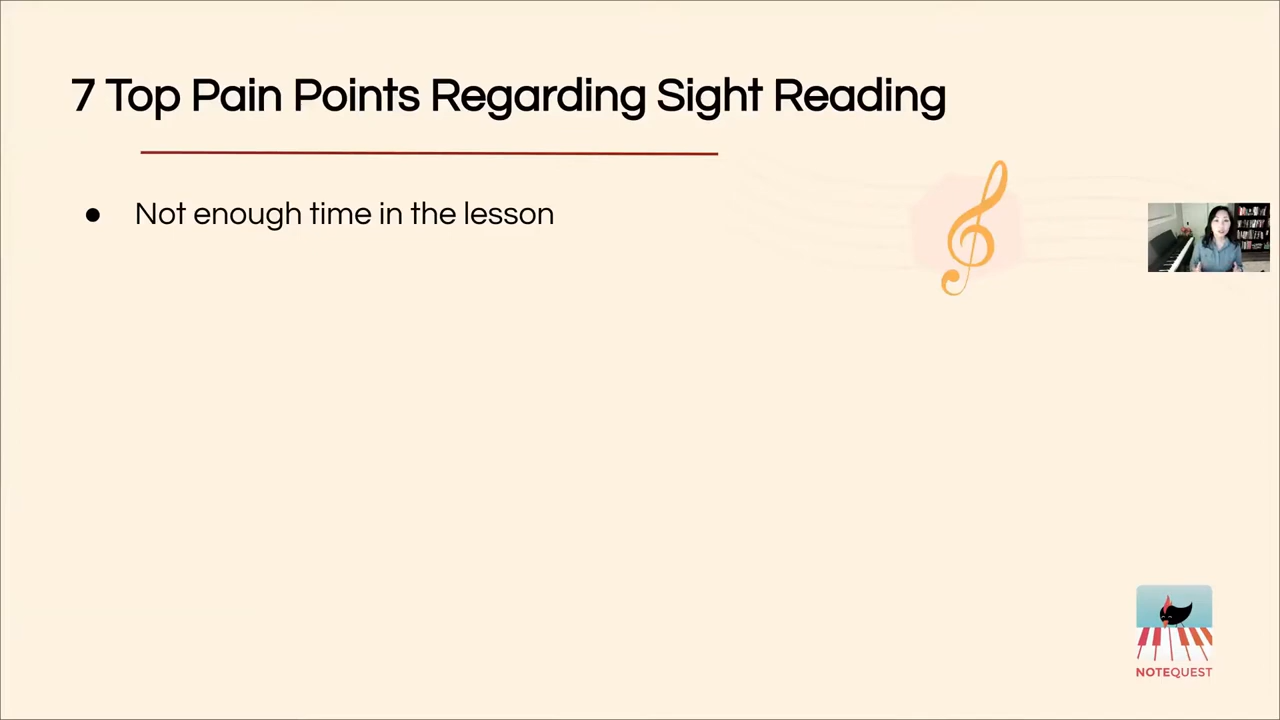 7 Top Pain Points Regarding Sight Reading
● Not enough time in the lesson
NOTEQUEST